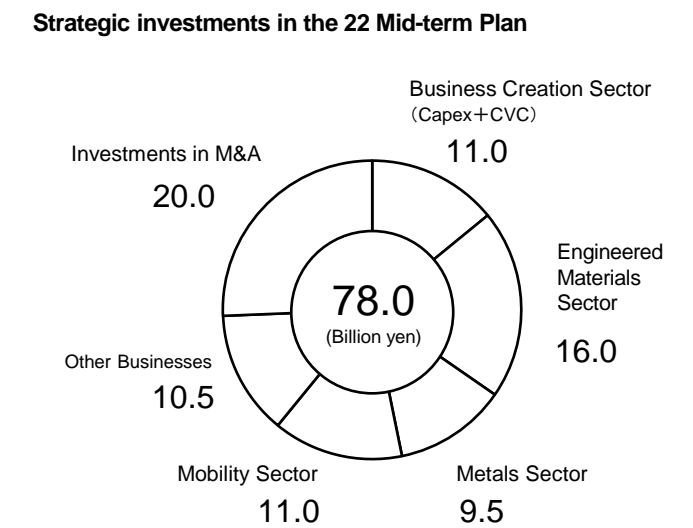 Strategic investments in the 22 Mid-term Plan
Business Creation Sector
（Capex＋CVC）
11.0
Investments in M&A
20.0
Engineered
Materials
Sector
16.0
78.0
(Billion yen)
Other Businesses
10.5
Mobility Sector
11.0
Metals Sector
9.5